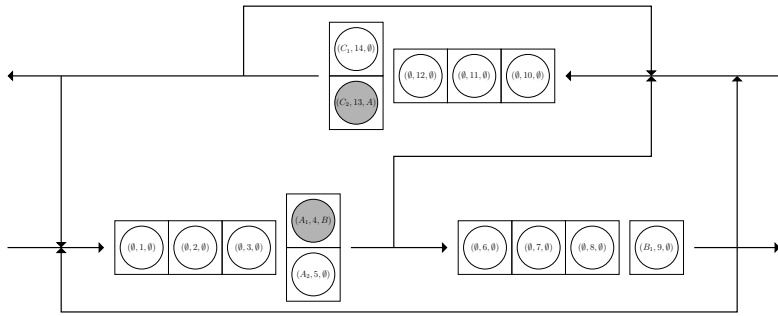 (C₁, 14, ∅)
(∅, 12, ∅) (∅, 11, ∅) (∅, 10, ∅)
(C₂, 13, A)
(A₁, 4, B)
(∅, 1, ∅) (∅, 2, ∅) (∅, 3, ∅) (∅, 6, ∅) (∅, 7, ∅) (∅, 8, ∅) (B₁, 9, ∅)
(A₂, 5, ∅)